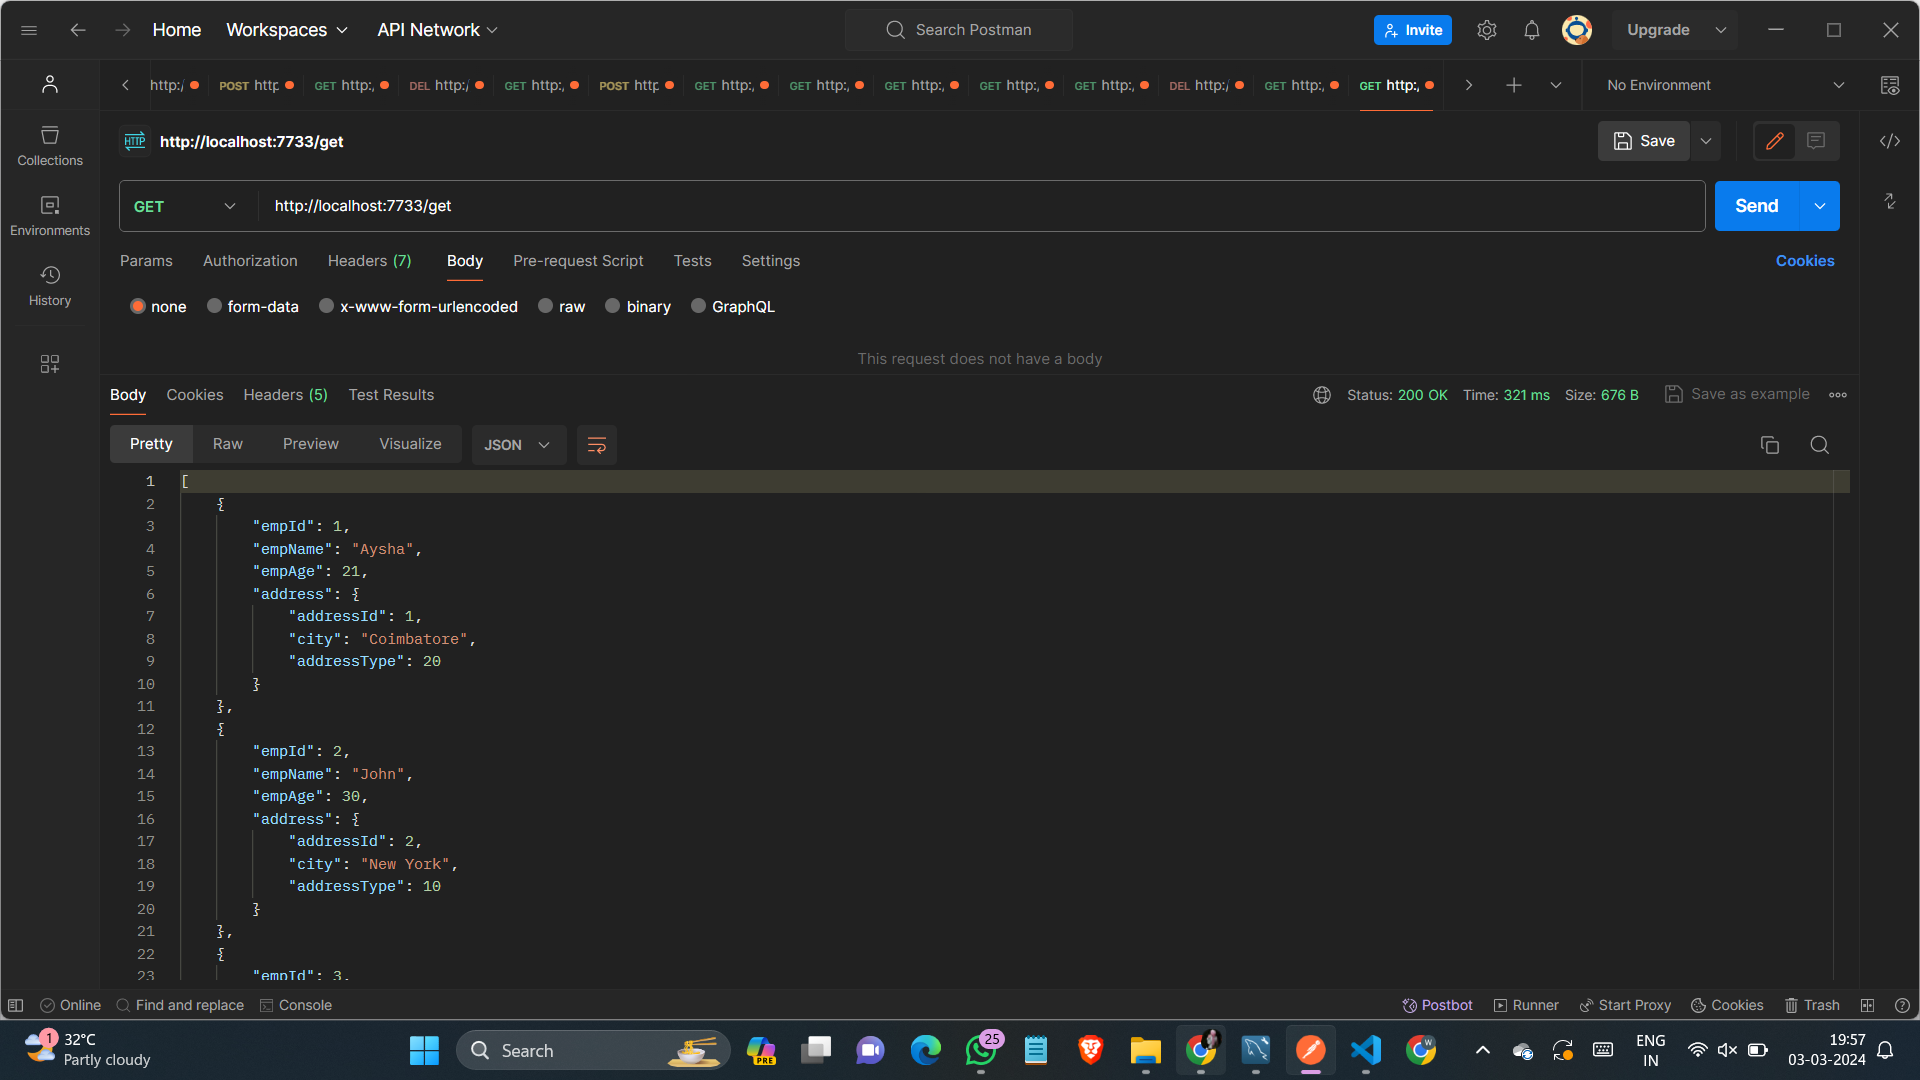 Home Workspaces API Network Search Postman Invite Upgrade
http:/ POST http GET http:, DEL http:/ GET http:, POST http GET http:, GET http:, GET http:, GET http:, GET http:, DEL http:/ GET http:, GET http:, No Environment
HTTP http://localhost:7733/get Save
Collections
Environments
History
GET http://localhost:7733/get Send
Params Authorization Headers (7) Body Pre-request Script Tests Settings Cookies
none form-data x-www-form-urlencoded raw binary GraphQL
This request does not have a body
Body Cookies Headers (5) Test Results Status: 200 OK Time: 321 ms Size: 676 B Save as example
Pretty Raw Preview Visualize JSON
1 [
2 {
3 "empId": 1,
4 "empName": "Aysha",
5 "empAge": 21,
6 "address": {
7 "addressId": 1,
8 "city": "Coimbatore",
9 "addressType": 20
10 }
11 },
12 {
13 "empId": 2,
14 "empName": "John",
15 "empAge": 30,
16 "address": {
17 "addressId": 2,
18 "city": "New York",
19 "addressType": 10
20 }
21 },
22 {
23 "empId": 3,
Online Find and replace Console Postbot Runner Start Proxy Cookies Trash
1 32°C
Partly cloudy
Search PRE 25 W
ENG
IN
19:57
03-03-2024